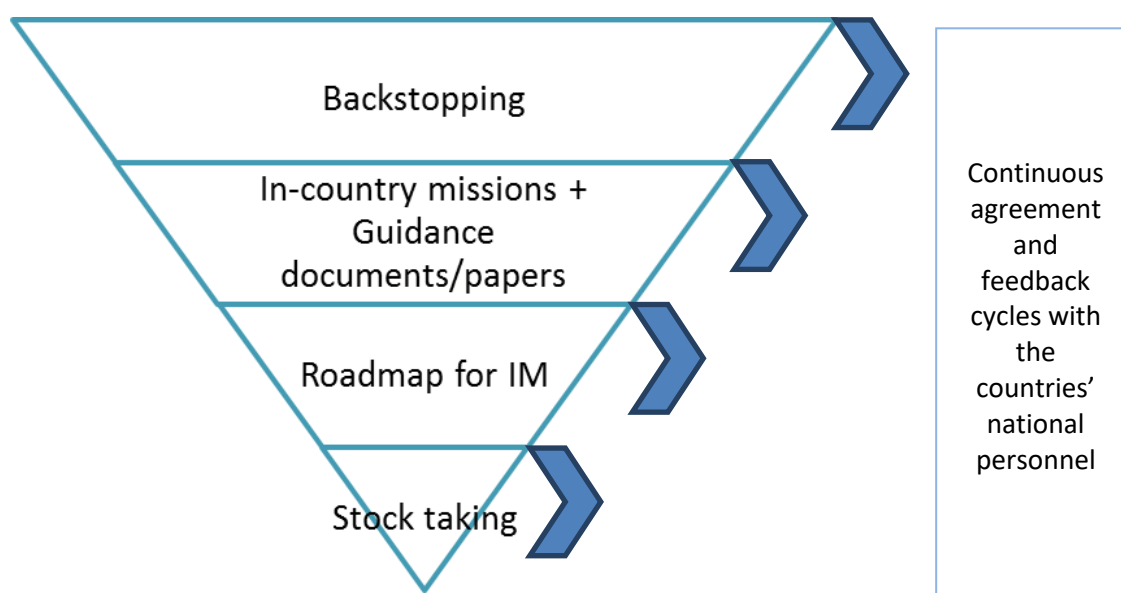 Backstopping
In-country missions +
Guidance
documents/papers
Roadmap for IM
Stock taking
Continuous
agreement
and
feedback
cycles with
the
countries’
national
personnel